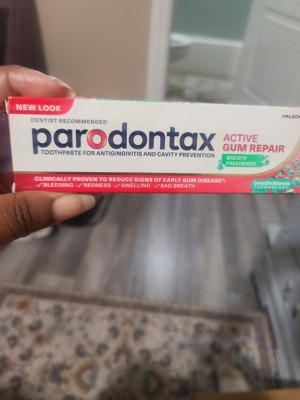 NEW LOOK
HALEON
DENTIST RECOMMENDED
parodontax
TOOTHPASTE FOR ANTIGINGIVITIS AND CAVITY PREVENTION
ACTIVE
GUM REPAIR
BREATH
FRESHENER
CLINICALLY PROVEN TO REDUCE SIGNS OF EARLY GUM DISEASE*:
✓BLEEDING ✓REDNESS ✓SWELLING ✓BAD BREATH
TECHNOLOGY